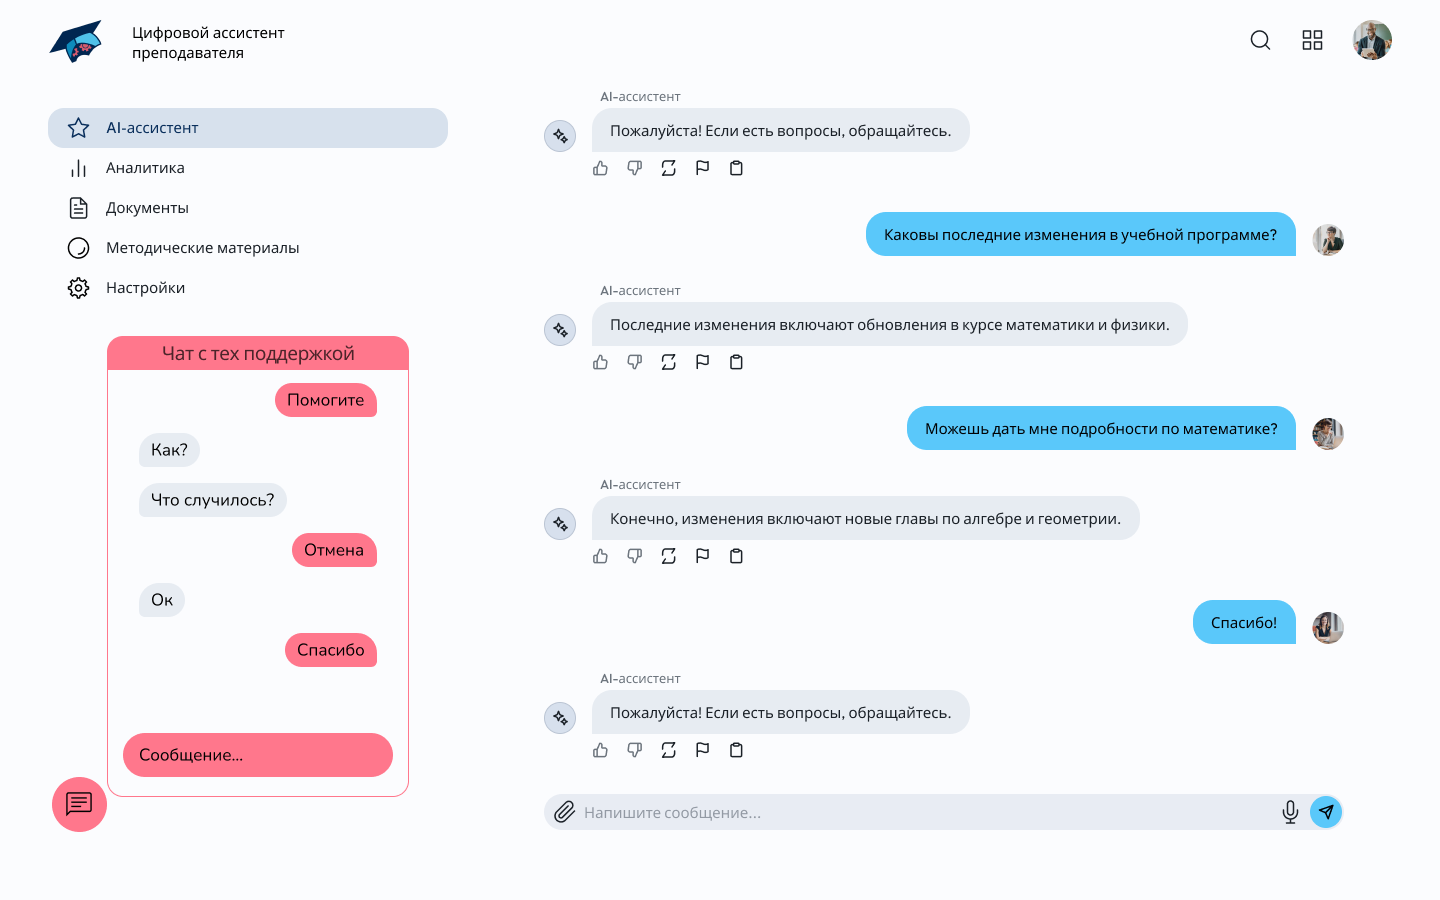 Цифровой ассистент
преподавателя
AI-ассистент
Аналитика
Документы
Методические материалы
Настройки
Чат с тех поддержкой
Помогите
Как?
Что случилось?
Отмена
Ок
Спасибо
Сообщение...
AI-ассистент
Пожалуйста! Если есть вопросы, обращайтесь.
Каковы последние изменения в учебной программе?
AI-ассистент
Последние изменения включают обновления в курсе математики и физики.
Можешь дать мне подробности по математике?
AI-ассистент
Конечно, изменения включают новые главы по алгебре и геометрии.
Спасибо!
AI-ассистент
Пожалуйста! Если есть вопросы, обращайтесь.
Напишите сообщение...